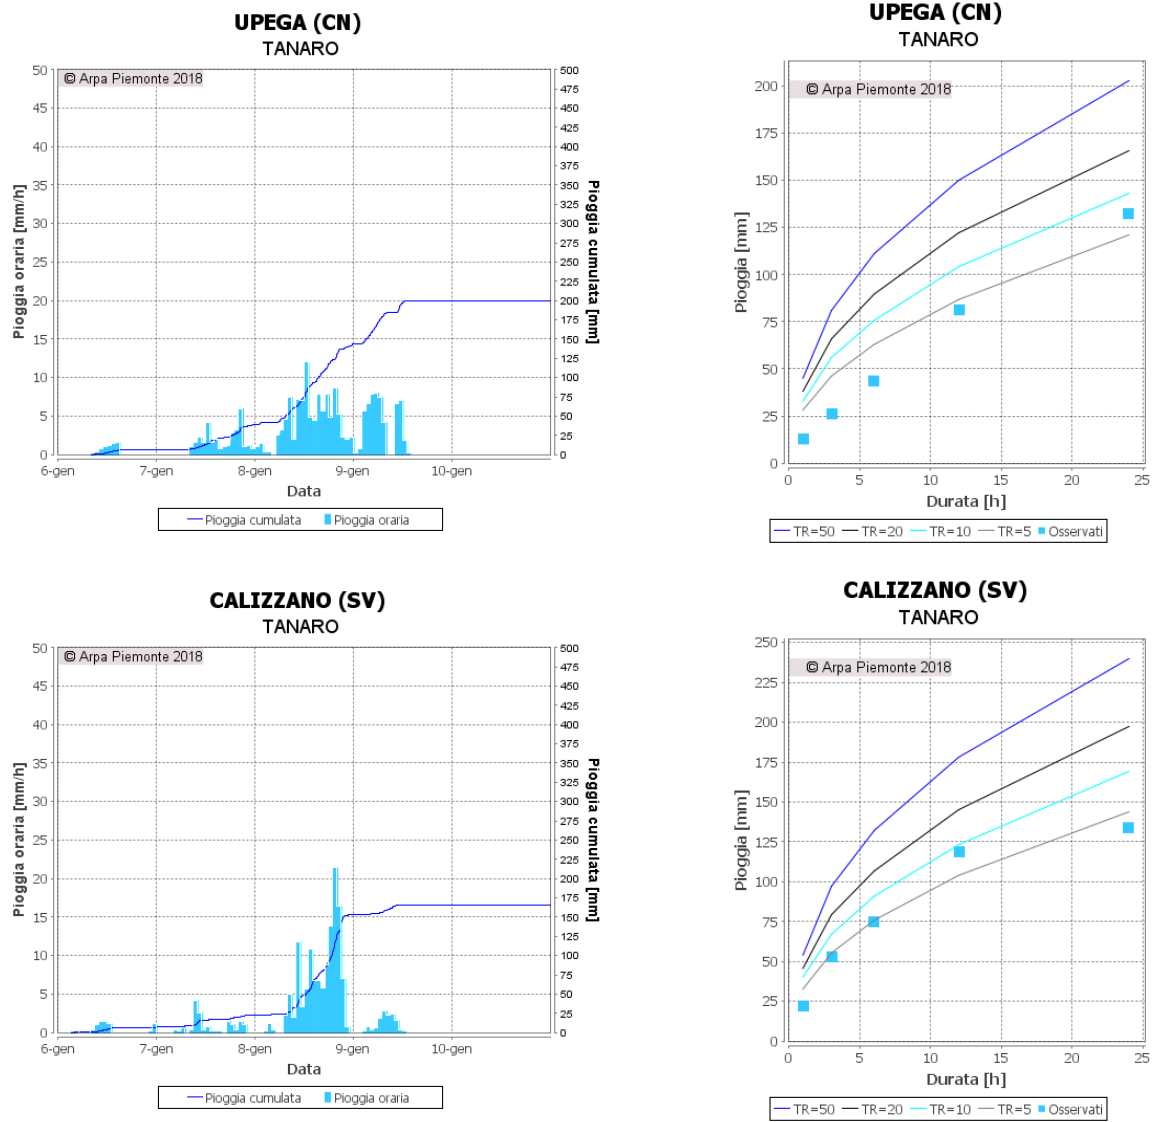 UPEGA (CN)
TANARO
© Arpa Piemonte 2018
50
45
40
35
30
25
20
15
10
5
0
Pioggia oraria [mm/h]
500
475
450
425
400
375
350
325
300
275
250
225
200
175
150
125
100
75
50
25
0
Pioggia cumulata [mm]
6-gen 7-gen 8-gen 9-gen 10-gen
Data
Pioggia cumulata Pioggia oraria
UPEGA (CN)
TANARO
© Arpa Piemonte 2018
200
175
150
125
100
75
50
25
0
Pioggia [mm]
0 5 10 15 20 25
Durata [h]
TR=50 TR=20 TR=10 TR=5 Osservati
CALIZZANO (SV)
TANARO
© Arpa Piemonte 2018
50
45
40
35
30
25
20
15
10
5
0
Pioggia oraria [mm/h]
500
475
450
425
400
375
350
325
300
275
250
225
200
175
150
125
100
75
50
25
0
Pioggia cumulata [mm]
6-gen 7-gen 8-gen 9-gen 10-gen
Data
Pioggia cumulata Pioggia oraria
CALIZZANO (SV)
TANARO
© Arpa Piemonte 2018
250
225
200
175
150
125
100
75
50
25
0
Pioggia [mm]
0 5 10 15 20 25
Durata [h]
TR=50 TR=20 TR=10 TR=5 Osservati